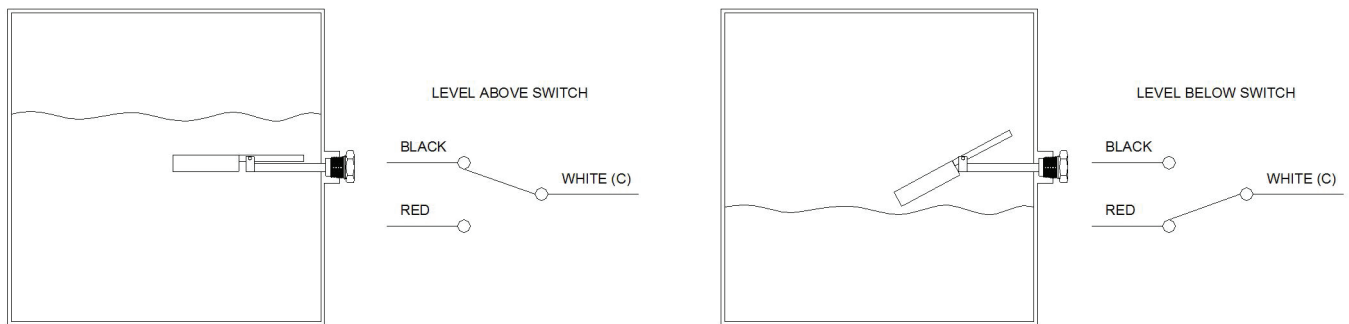 LEVEL ABOVE SWITCH
BLACK
WHITE (C)
RED
LEVEL BELOW SWITCH
BLACK
WHITE (C)
RED